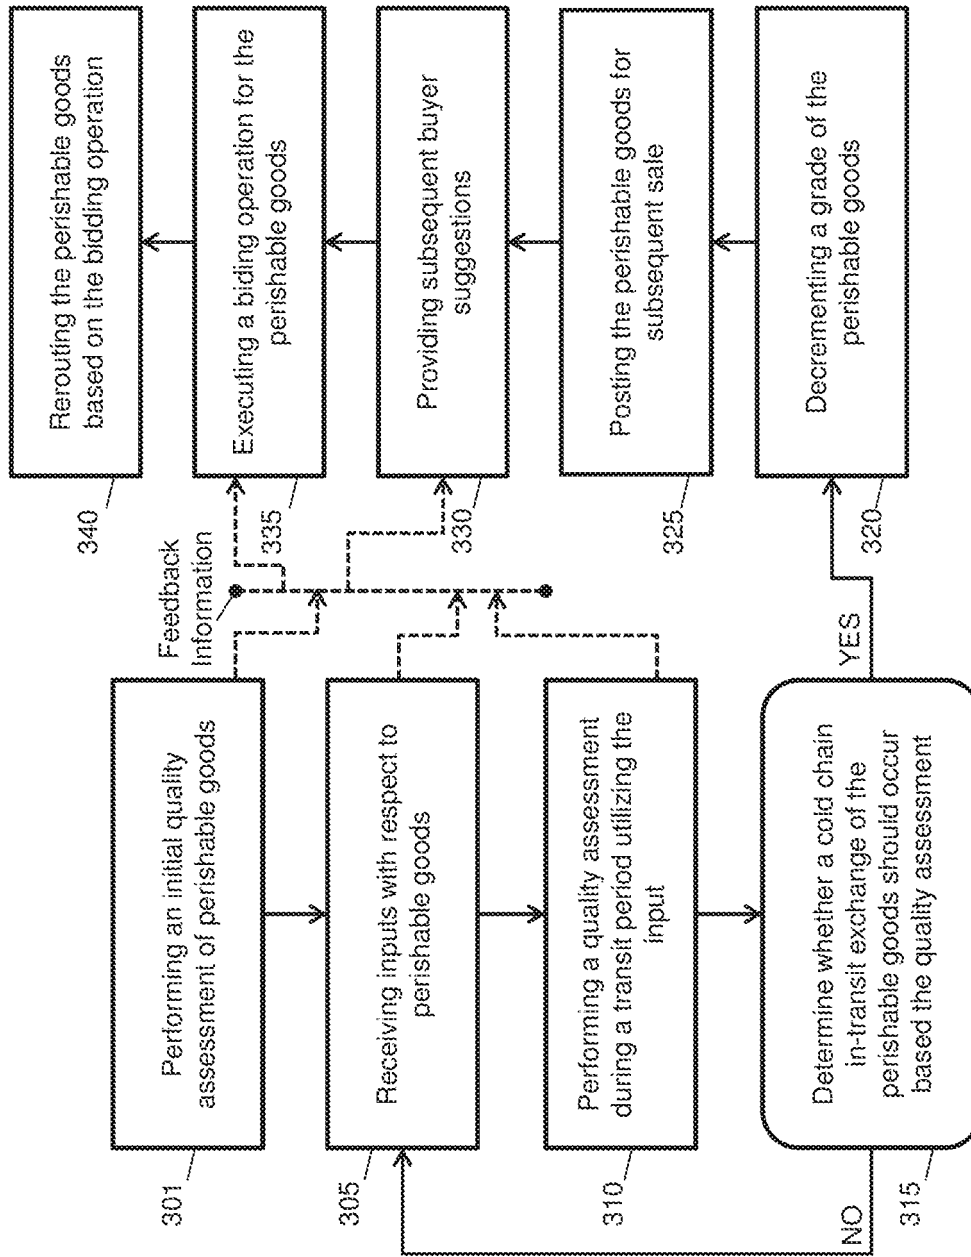 Performing an initial quality
assessment of perishable goods
301
Receiving inputs with respect to
perishable goods
305
Performing a quality assessment
during a transit period utilizing the
input
310
Determine whether a cold chain
in-transit exchange of the
perishable goods should occur
based the quality assessment
315
NO
YES
Feedback
Information
Decrementing a grade of the
perishable goods
320
Posting the perishable goods for
subsequent sale
325
Providing subsequent buyer
suggestions
330
Executing a biding operation for the
perishable goods
335
Rerouting the perishable goods
based on the bidding operation
340